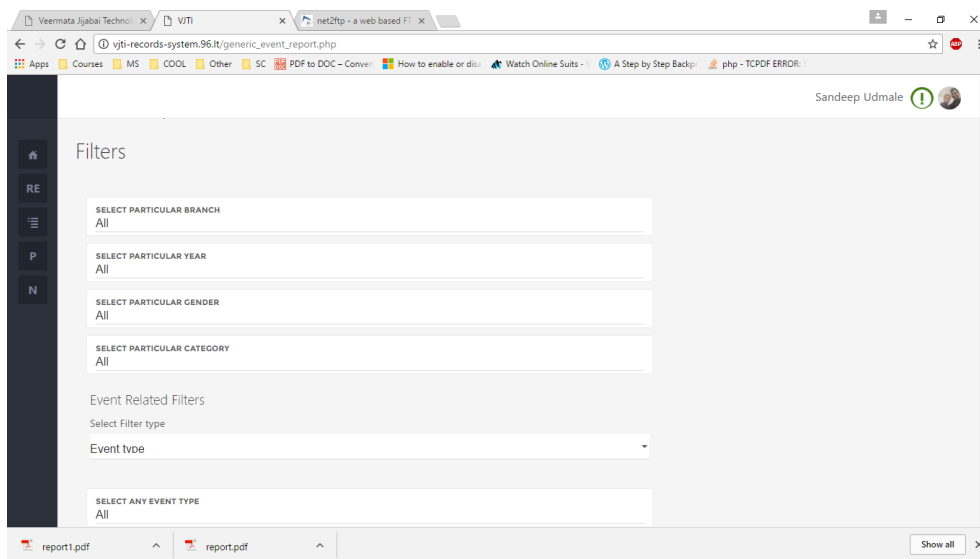 Veermata Jijabai Technol
VJTI
net2ftp - a web based FT
vjti-records-system.96.lt/generic_event_report.php
ABP
Apps Courses MS COOL Other SC PDF to DOC – Conver How to enable or disa Watch Online Suits - A Step by Step Backp php - TCPDF ERROR:
Sandeep Udmale
Filters
RE
P
N
SELECT PARTICULAR BRANCH
All
SELECT PARTICULAR YEAR
All
SELECT PARTICULAR GENDER
All
SELECT PARTICULAR CATEGORY
All
Event Related Filters
Select Filter type
Event type
SELECT ANY EVENT TYPE
All
report1.pdf
report.pdf
Show all